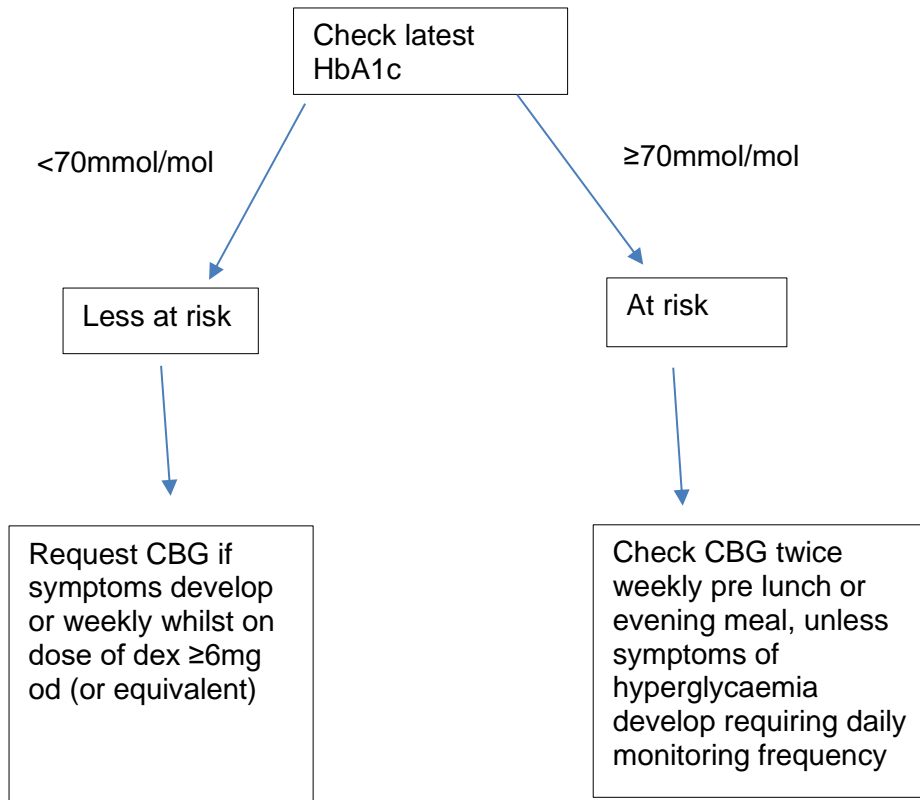 Check latest
HbA1c
<70mmol/mol
≥70mmol/mol
Less at risk
At risk
Request CBG if
symptoms develop
or weekly whilst on
dose of dex ≥6mg
od (or equivalent)
Check CBG twice
weekly pre lunch or
evening meal, unless
symptoms of
hyperglycaemia
develop requiring daily
monitoring frequency